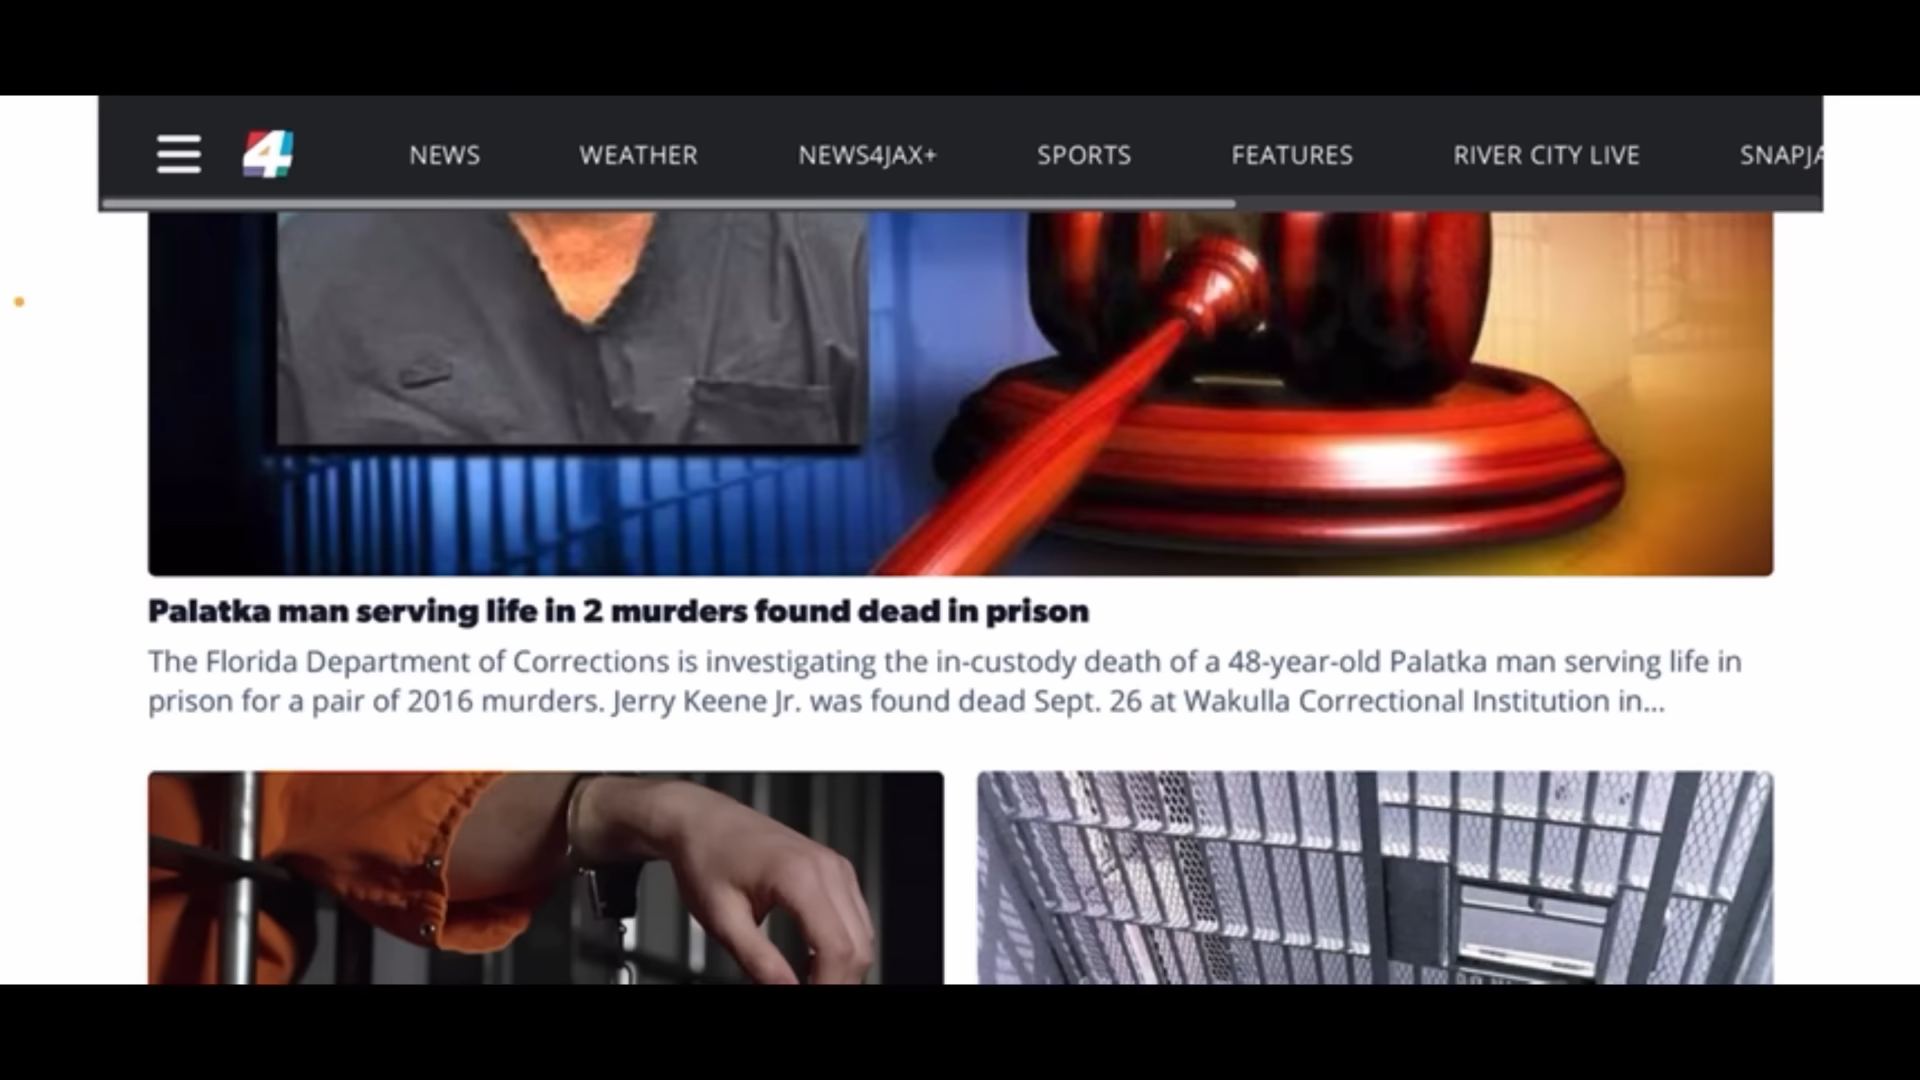 4 NEWS WEATHER NEWS4JAX+ SPORTS FEATURES RIVER CITY LIVE SNAPJA
Palatka man serving life in 2 murders found dead in prison
The Florida Department of Corrections is investigating the in-custody death of a 48-year-old Palatka man serving life in
prison for a pair of 2016 murders. Jerry Keene Jr. was found dead Sept. 26 at Wakulla Correctional Institution in...